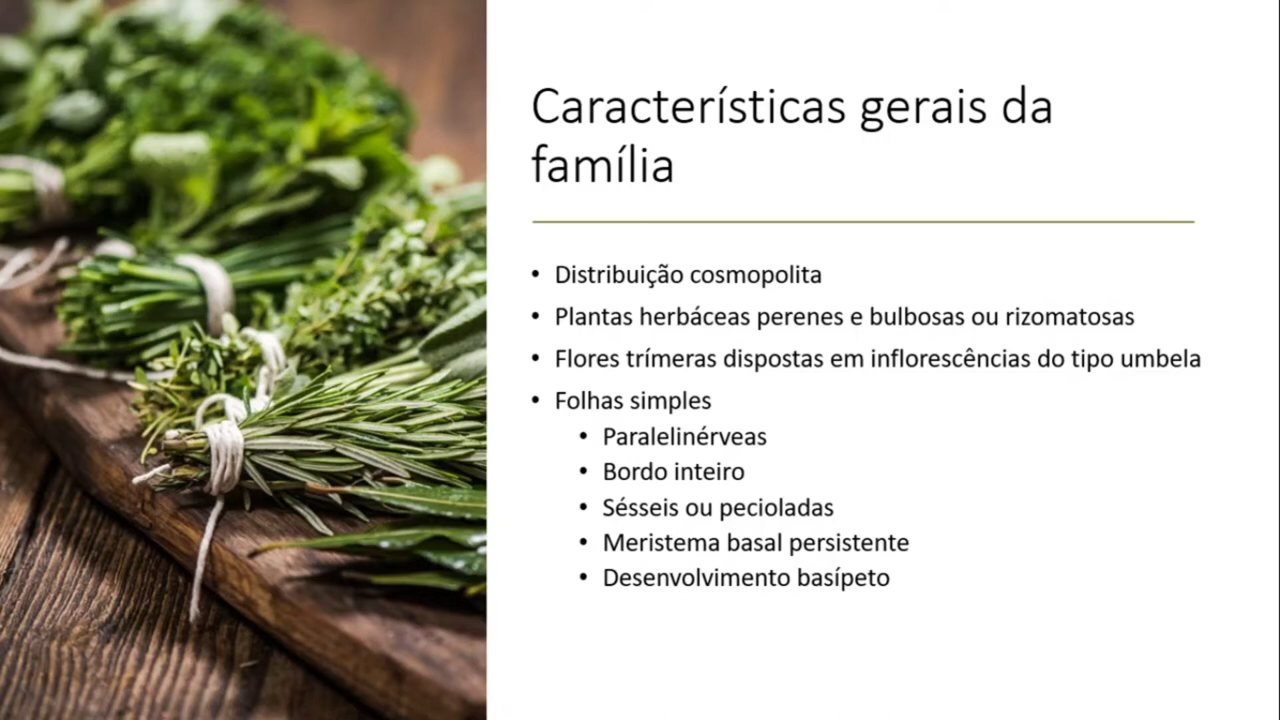 Características gerais da
família
• Distribuição cosmopolita
• Plantas herbáceas perenes e bulbosas ou rizomatosas
• Flores trímeras dispostas em inflorescências do tipo umbela
• Folhas simples
• Paralelinérveas
• Bordo inteiro
• Sésseis ou pecioladas
• Meristema basal persistente
• Desenvolvimento basípeto